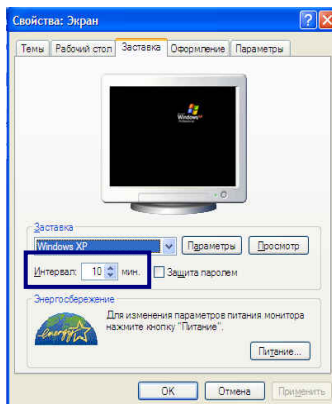 Свойства: Экран
Темы Рабочий стол Заставка Оформление Параметры
Windows xp
Заставка
Windows XP Параметры Просмотр
Интервал: 10 мин. Защита паролем
Энергосбережение
Для изменения параметров питания монитора
нажмите кнопку "Питание".
energy
Питание...
OK Отмена Применить